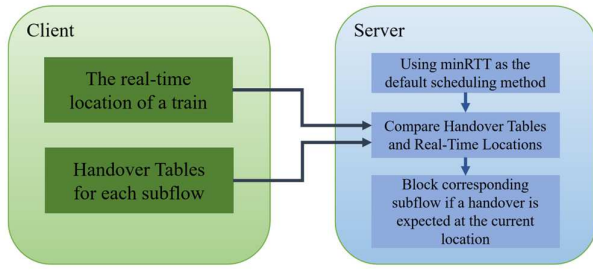 Client
The real-time
location of a train
Handover Tables
for each subflow
Server
Using minRTT as the
default scheduling method
Compare Handover Tables
and Real-Time Locations
Block corresponding
subflow if a handover is
expected at the current
location